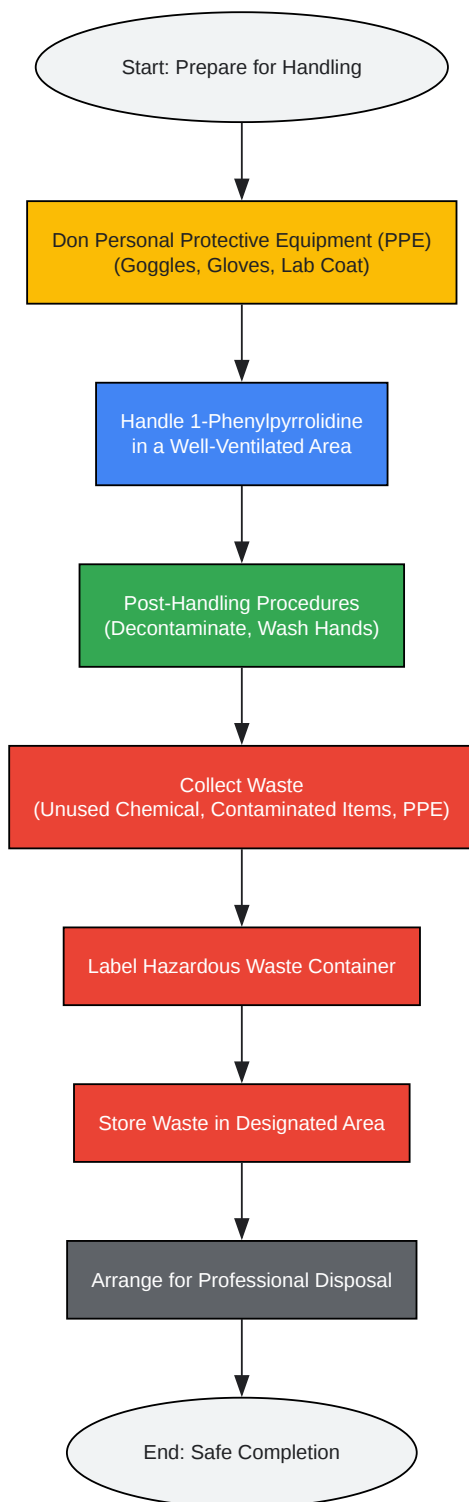 Start: Prepare for Handling
Don Personal Protective Equipment (PPE)
(Goggles, Gloves, Lab Coat)
Handle 1-Phenylpyrrolidine
in a Well-Ventilated Area
Post-Handling Procedures
(Decontaminate, Wash Hands)
Collect Waste
(Unused Chemical, Contaminated Items, PPE)
Label Hazardous Waste Container
Store Waste in Designated Area
Arrange for Professional Disposal
End: Safe Completion